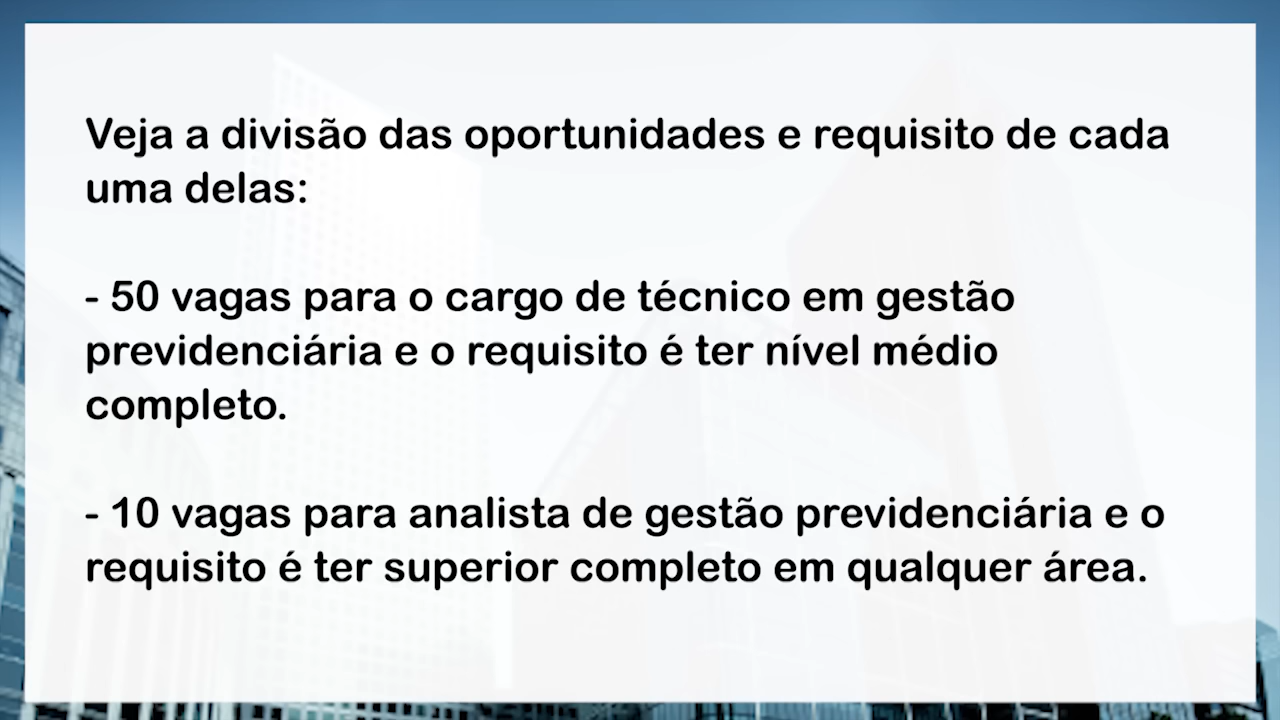 Veja a divisão das oportunidades e requisito de cada
uma delas:
- 50 vagas para o cargo de técnico em gestão
previdenciária e o requisito é ter nível médio
completo.
- 10 vagas para analista de gestão previdenciária e o
requisito é ter superior completo em qualquer área.